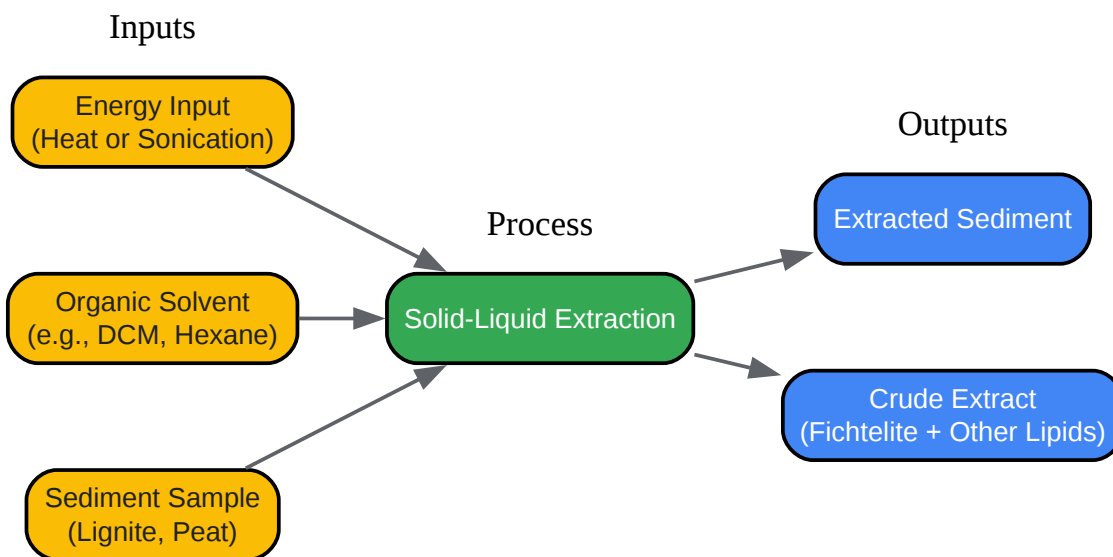 Inputs
Energy Input
(Heat or Sonication)
Organic Solvent
(e.g., DCM, Hexane)
Sediment Sample
(Lignite, Peat)
Process
Solid-Liquid Extraction
Outputs
Extracted Sediment
Crude Extract
(Fichtelite + Other Lipids)